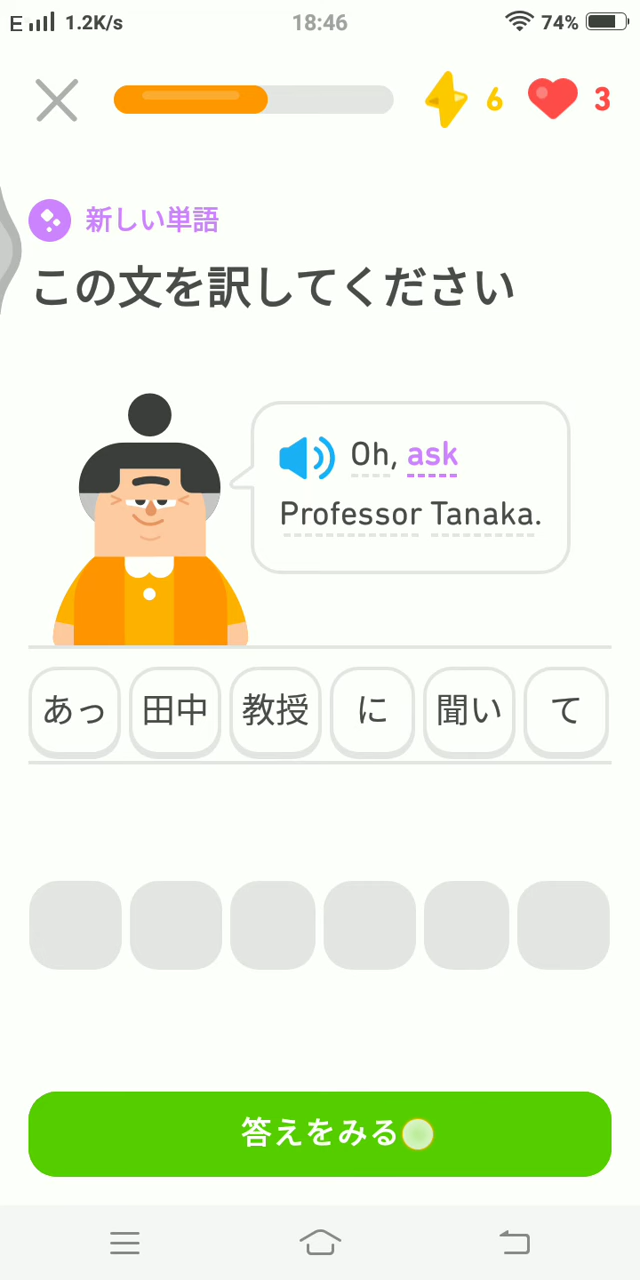 E 1.2K/s 18:46 74%
6 3
新しい単語
この文を訳してください
Oh, ask
Professor Tanaka.
あっ 田中 教授 に 聞い て
答えをみる